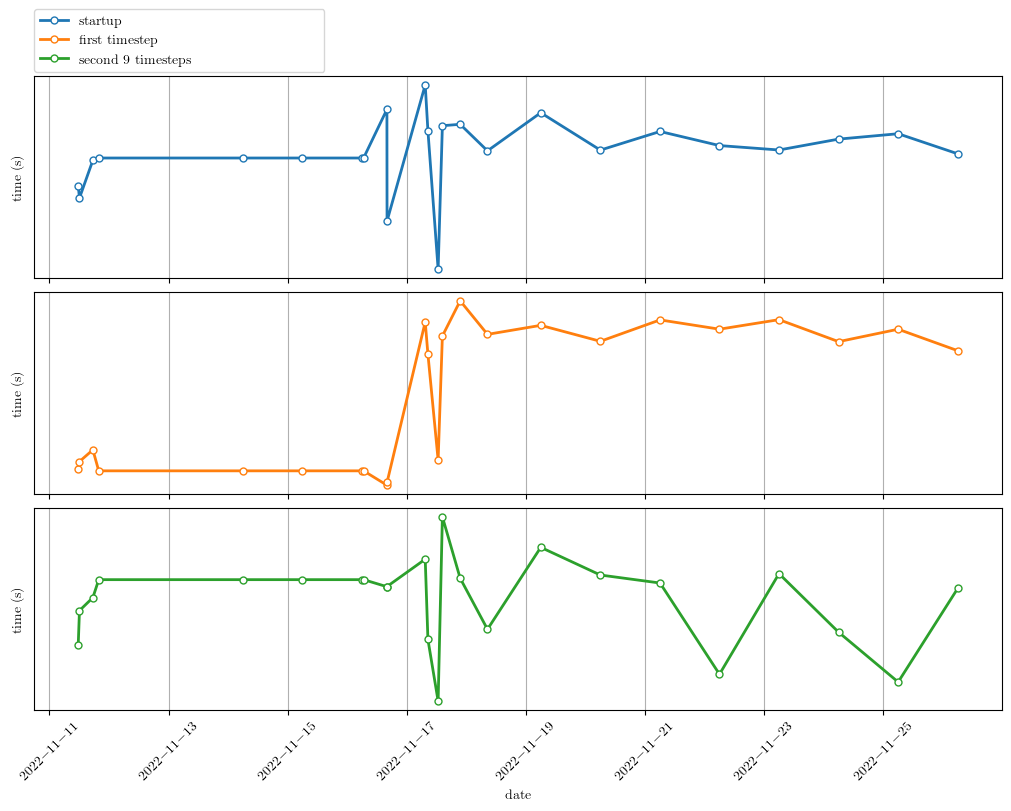 startup
first timestep
second 9 timesteps
time (s)
time (s)
time (s)
2022−11−11
2022−11−13
2022−11−15
2022−11−17
2022−11−19
2022−11−21
2022−11−23
2022−11−25
date